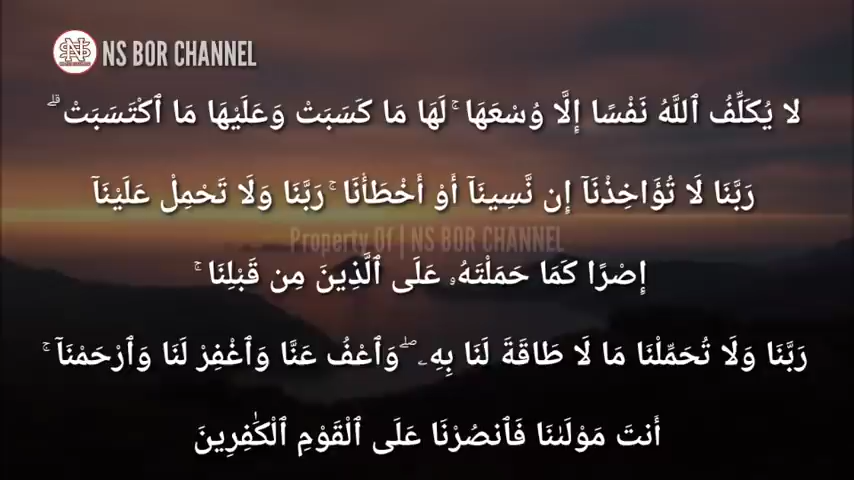 NS BOR CHANNEL
لَا يُكَلِّفُ ٱللَّهُ نَفْسًا إِلَّا وُسْعَهَا ۚ لَهَا مَا كَسَبَتْ وَعَلَيْهَا مَا ٱكْتَسَبَتْ ۗ
رَبَّنَا لَا تُؤَاخِذْنَآ إِن نَّسِينَآ أَوْ أَخْطَأْنَا ۚ رَبَّنَا وَلَا تَحْمِلْ عَلَيْنَآ
Property Of | NS BOR CHANNEL
إِصْرًا كَمَا حَمَلْتَهُۥ عَلَى ٱلَّذِينَ مِن قَبْلِنَا ۚ
رَبَّنَا وَلَا تُحَمِّلْنَا مَا لَا طَاقَةَ لَنَا بِهِۦ ۖ وَٱعْفُ عَنَّا وَٱغْفِرْ لَنَا وَٱرْحَمْنَآ ۚ
أَنتَ مَوْلَىٰنَا فَٱنصُرْنَا عَلَى ٱلْقَوْمِ ٱلْكَٰفِرِينَ